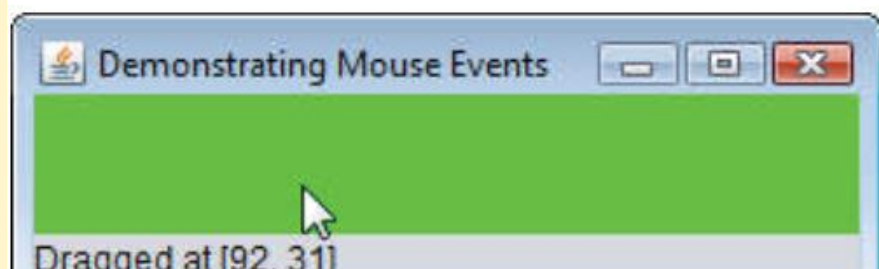 Demonstrating Mouse Events
Dragged at [92, 31]